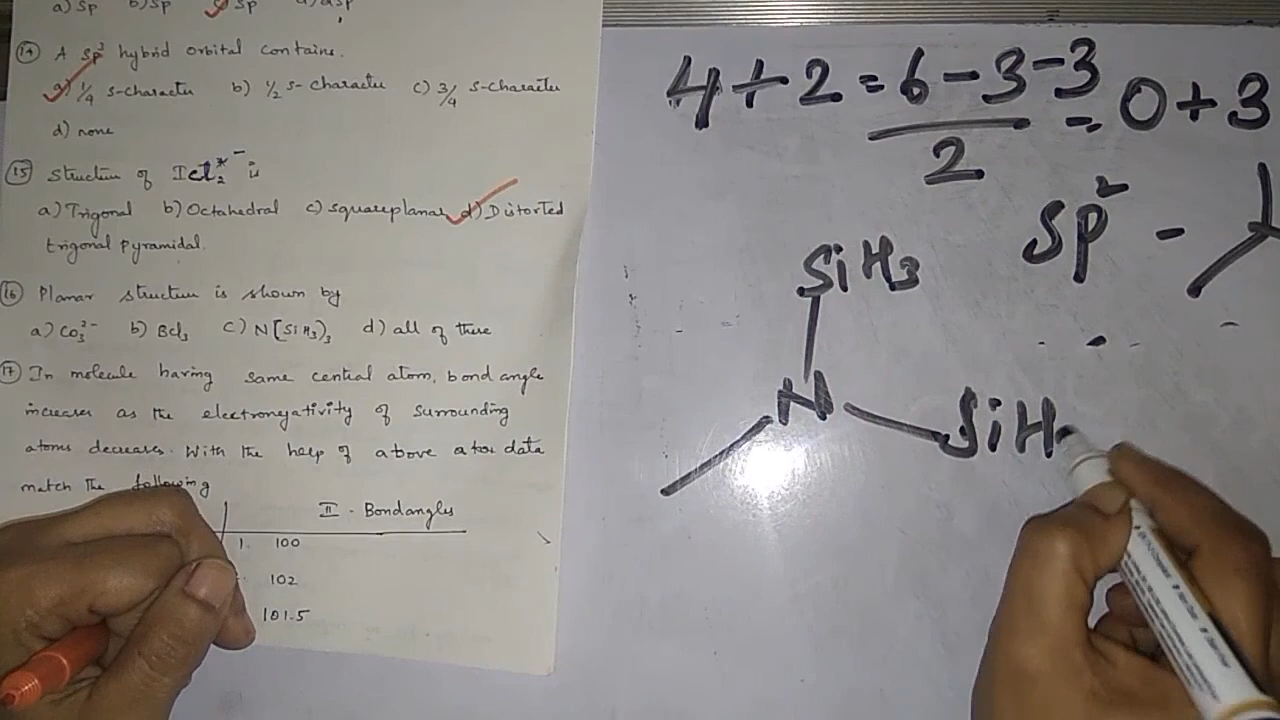 a) Sp b) Sp c) Sp d) dSp
14 A Sp³ hybrid orbital contains.
a) 1/4 s-character b) 1/2 s-character c) 3/4 s-character
d) none
15 Structure of Icl₂⁻ is
a) Trigonal b) Octahedral c) Squareplanar d) Distorted
trigonal pyramidal.
16 Planar structure is shown by
a) Co₃²⁻ b) Bcl₃ c) N[SiH₃)₃ d) all of these
17 In molecule having same central atom, bond angle
increases as the electronegativity of surrounding
atoms decreases. With the help of above data
match the following
II - Bondangles
1. 100
102
101.5
4 + 2 = 6 - 3 - 3 = 0 + 3
2
Sp² -
SiH₃
N
SiH